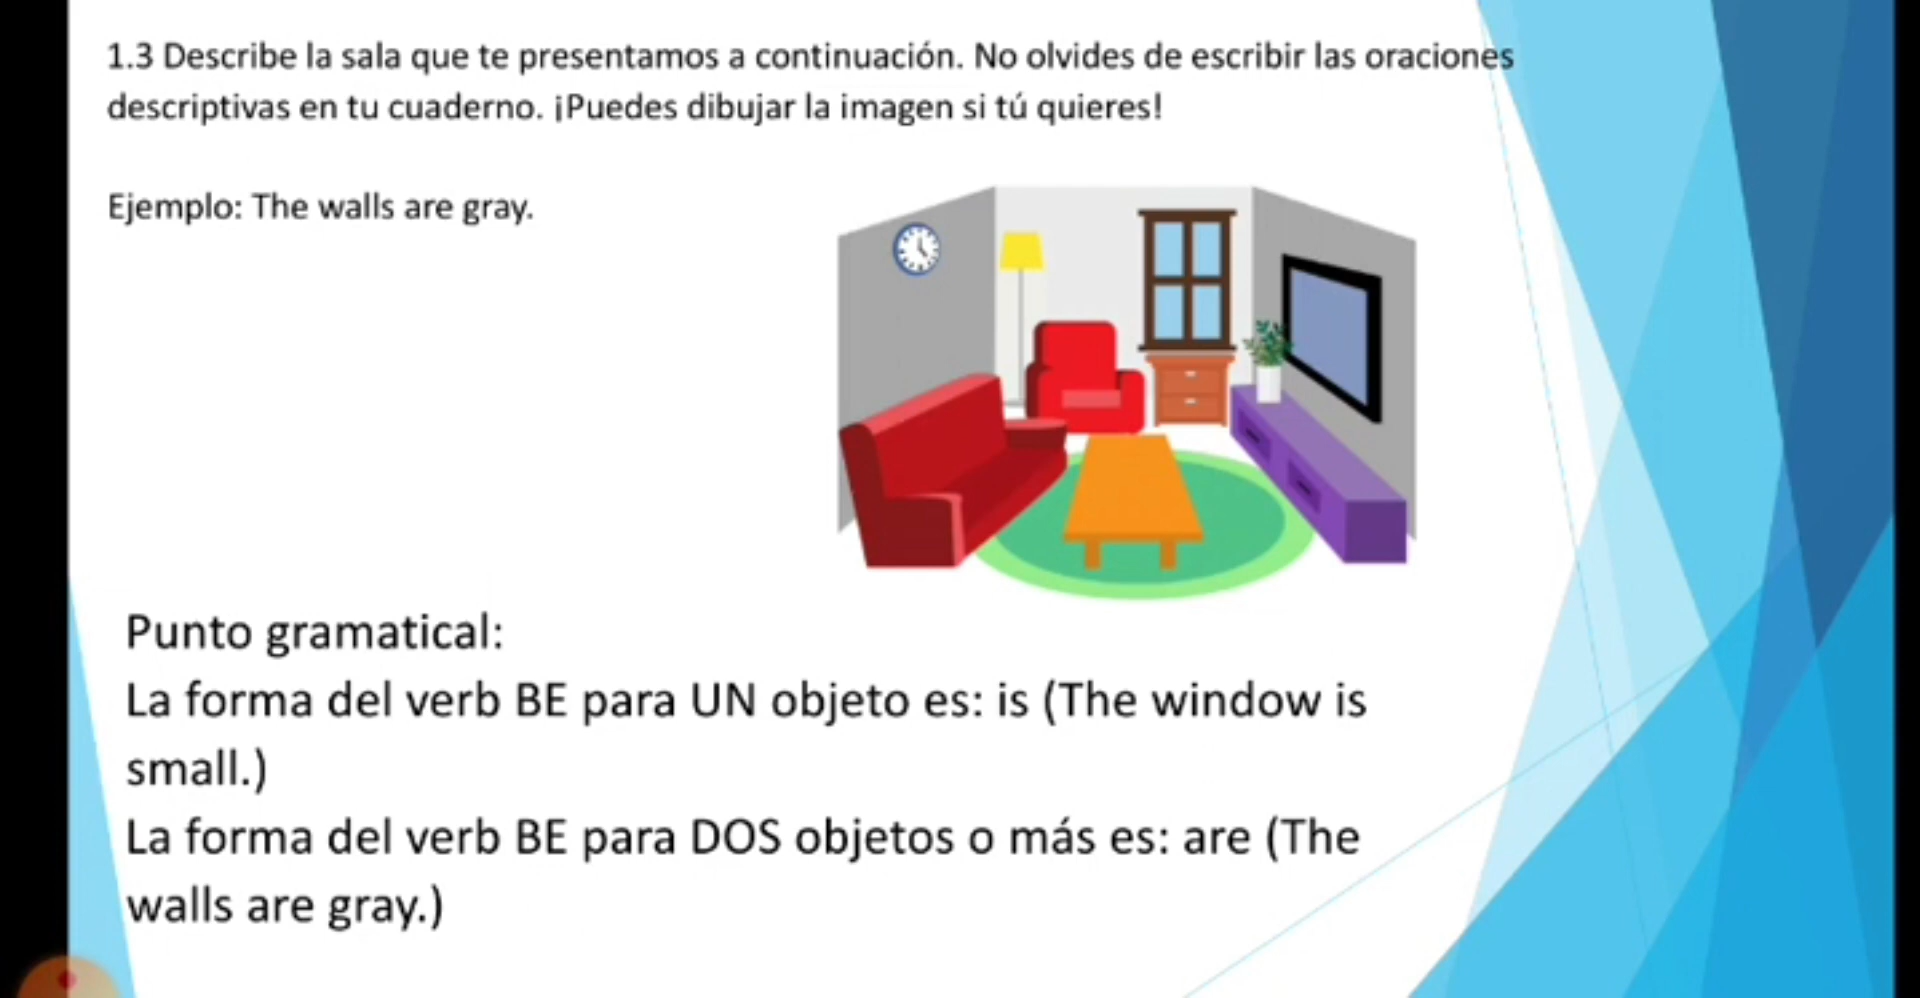 1.3 Describe la sala que te presentamos a continuación. No olvides de escribir las oraciones
descriptivas en tu cuaderno. ¡Puedes dibujar la imagen si tú quieres!
Ejemplo: The walls are gray.
Punto gramatical:
La forma del verb BE para UN objeto es: is (The window is
small.)
La forma del verb BE para DOS objetos o más es: are (The
walls are gray.)